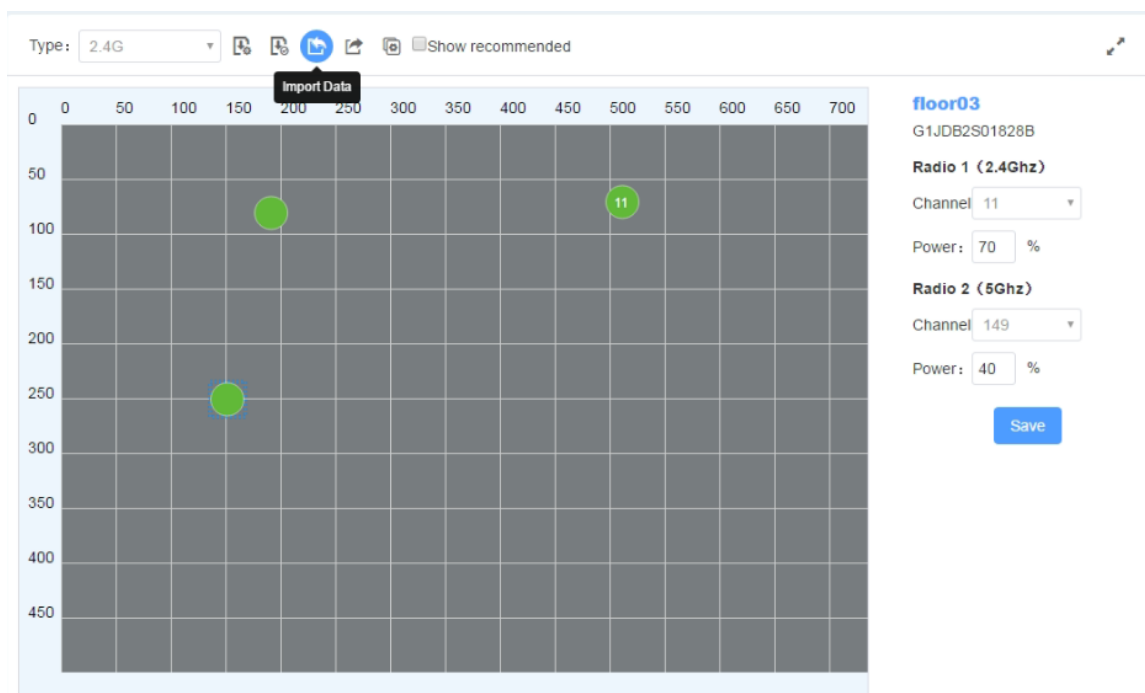 Type： 2.4G Show recommended
Import Data
0 50 100 150 200 250 300 350 400 450 500 550 600 650 700
0
50
100
150
200
250
300
350
400
450
11
floor03
G1JDB2S01828B
Radio 1（2.4Ghz）
Channel 11
Power： 70 %
Radio 2（5Ghz）
Channel 149
Power： 40 %
Save